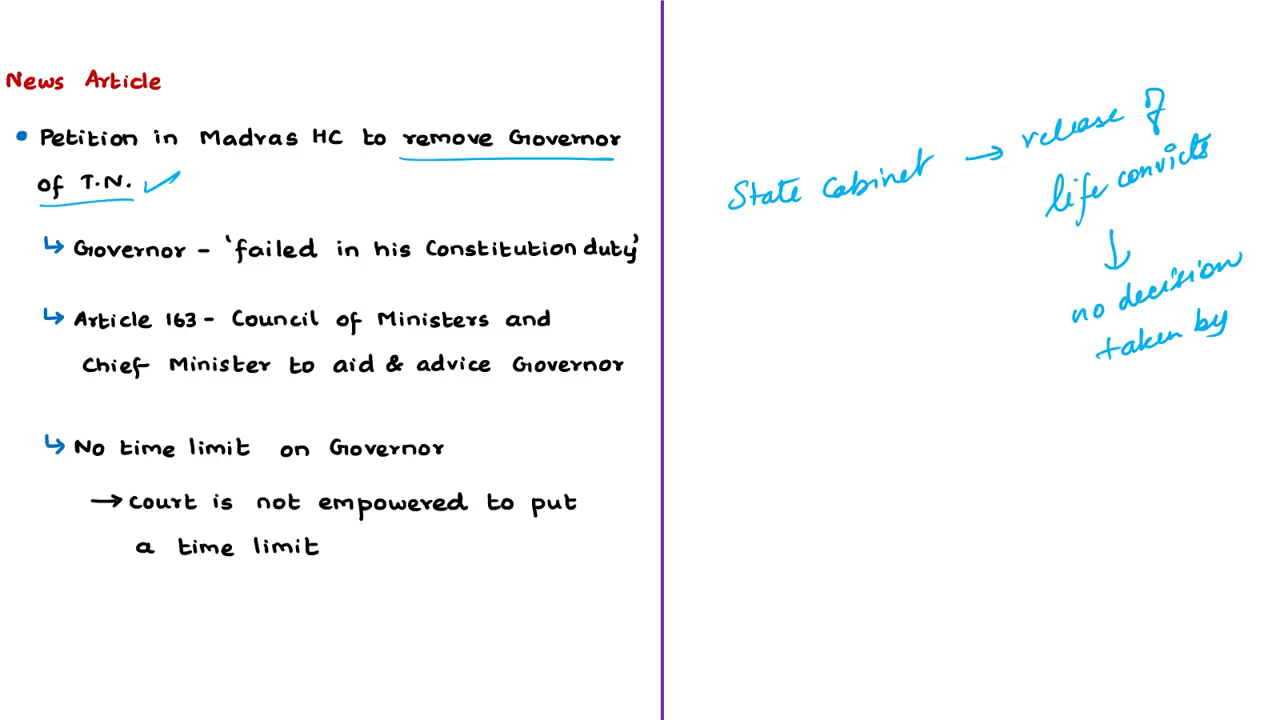 News Article
• Petition in Madras HC to remove Governor
of T.N. ✓
↳ Governor - 'failed in his Constitution duty'
↳ Article 163 - Council of Ministers and
Chief Minister to aid & advice Governor
↳ No time limit on Governor
→ court is not empowered to put
a time limit
State Cabinet → release of
life convicts
↓
no decision
taken by